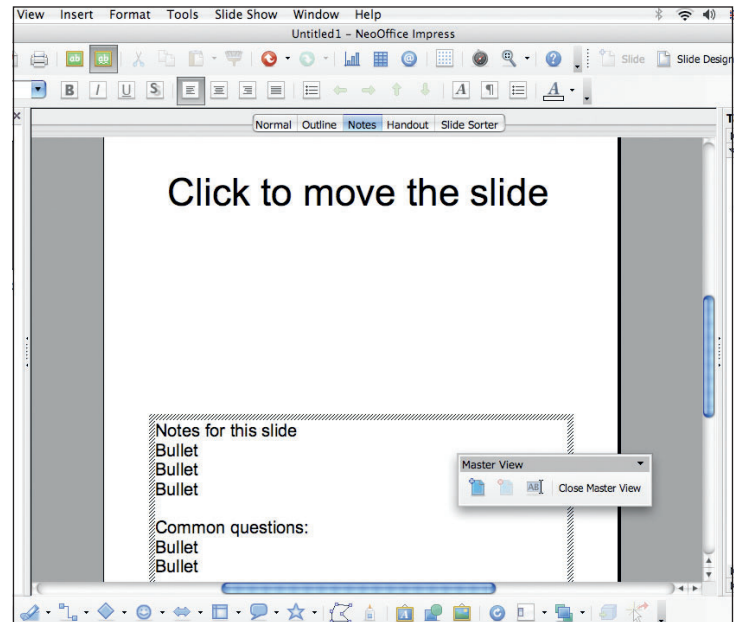 View Insert Format Tools Slide Show Window Help
Untitled1 – NeoOffice Impress
Slide Slide Design
B I U S A A
Normal Outline Notes Handout Slide Sorter
Click to move the slide
Notes for this slide
Bullet
Bullet
Bullet
Master View
AB Close Master View
Common questions:
Bullet
Bullet